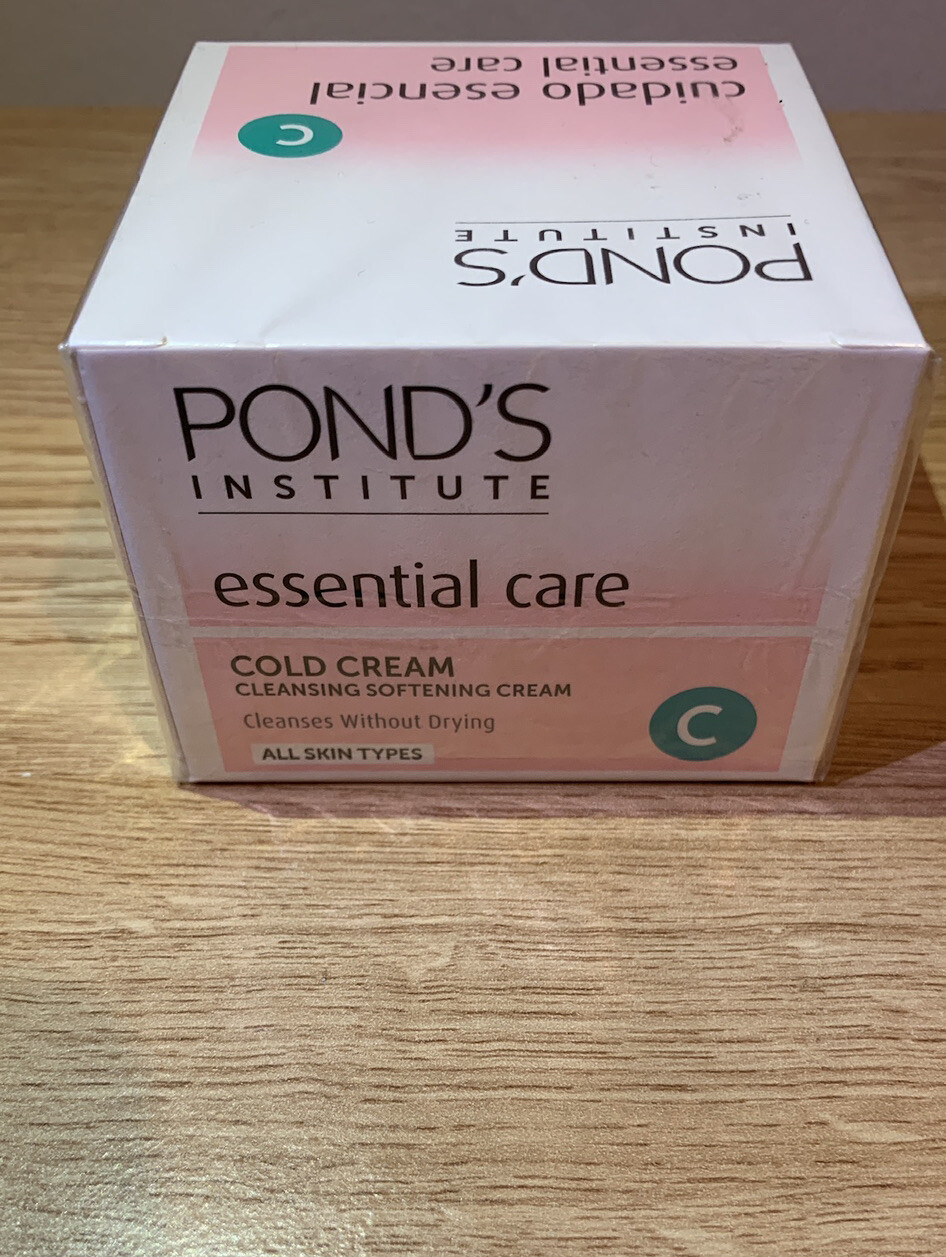 essential care
cuidado esencial
C
POND'S
INSTITUTE
POND'S
INSTITUTE
essential care
COLD CREAM
CLEANSING SOFTENING CREAM
Cleanses Without Drying
ALL SKIN TYPES
C